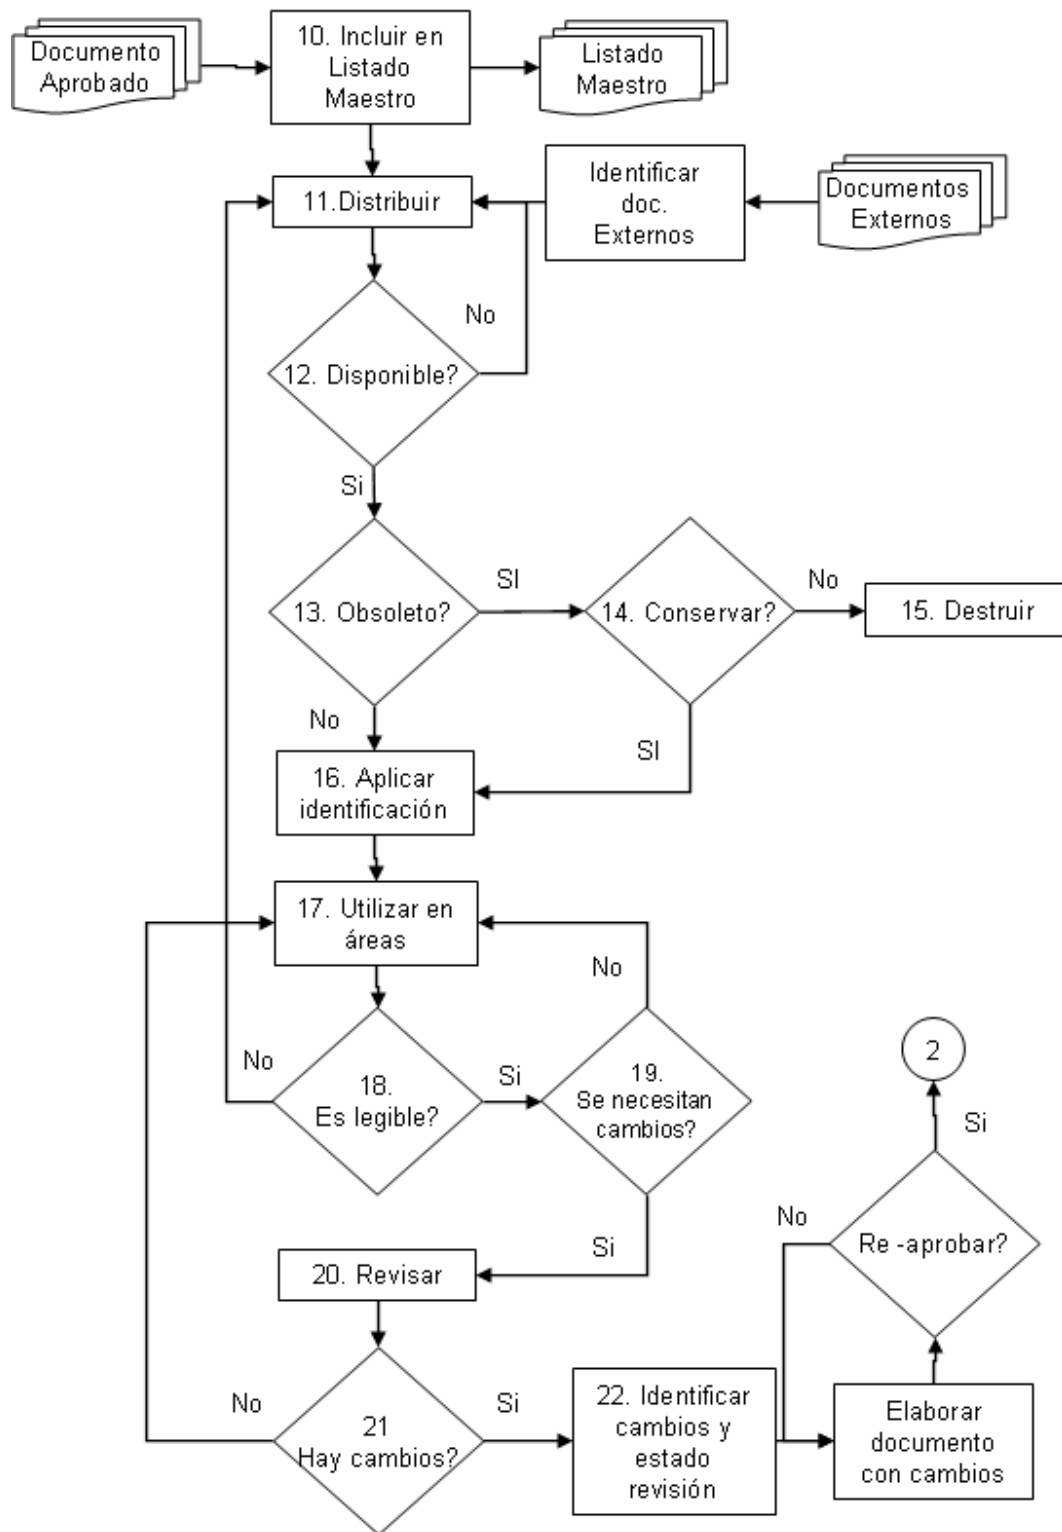 Documento
Aprobado
10. Incluir en
Listado
Maestro
Listado
Maestro
11.Distribuir
Identificar
doc.
Externos
Documentos
Externos
No
12. Disponible?
Si
13. Obsoleto?
SI
14. Conservar?
No
15. Destruir
No
SI
16. Aplicar
identificación
17. Utilizar en
áreas
No
No
18.
Es legible?
Si
19.
Se necesitan
cambios?
2
Si
Si
No
Re -aprobar?
20. Revisar
No
21
Hay cambios?
Si
22. Identificar
cambios y
estado
revisión
Elaborar
documento
con cambios